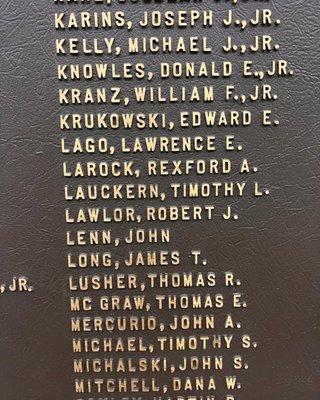 KARINS, JOSEPH J., JR.
KELLY, MICHAEL J., JR.
KNOWLES, DONALD E., JR.
KRANZ, WILLIAM F., JR.
KRUKOWSKI, EDWARD E.
LAGO, LAWRENCE E.
LAROCK, REXFORD A.
LAUCKERN, TIMOTHY L.
LAWLOR, ROBERT J.
LENN, JOHN
LONG, JAMES T.
, JR. LUSHER, THOMAS R.
MC GRAW, THOMAS E.
MERCURIO, JOHN A.
MICHAEL, TIMOTHY S.
MICHALSKI, JOHN S.
MITCHELL, DANA W.